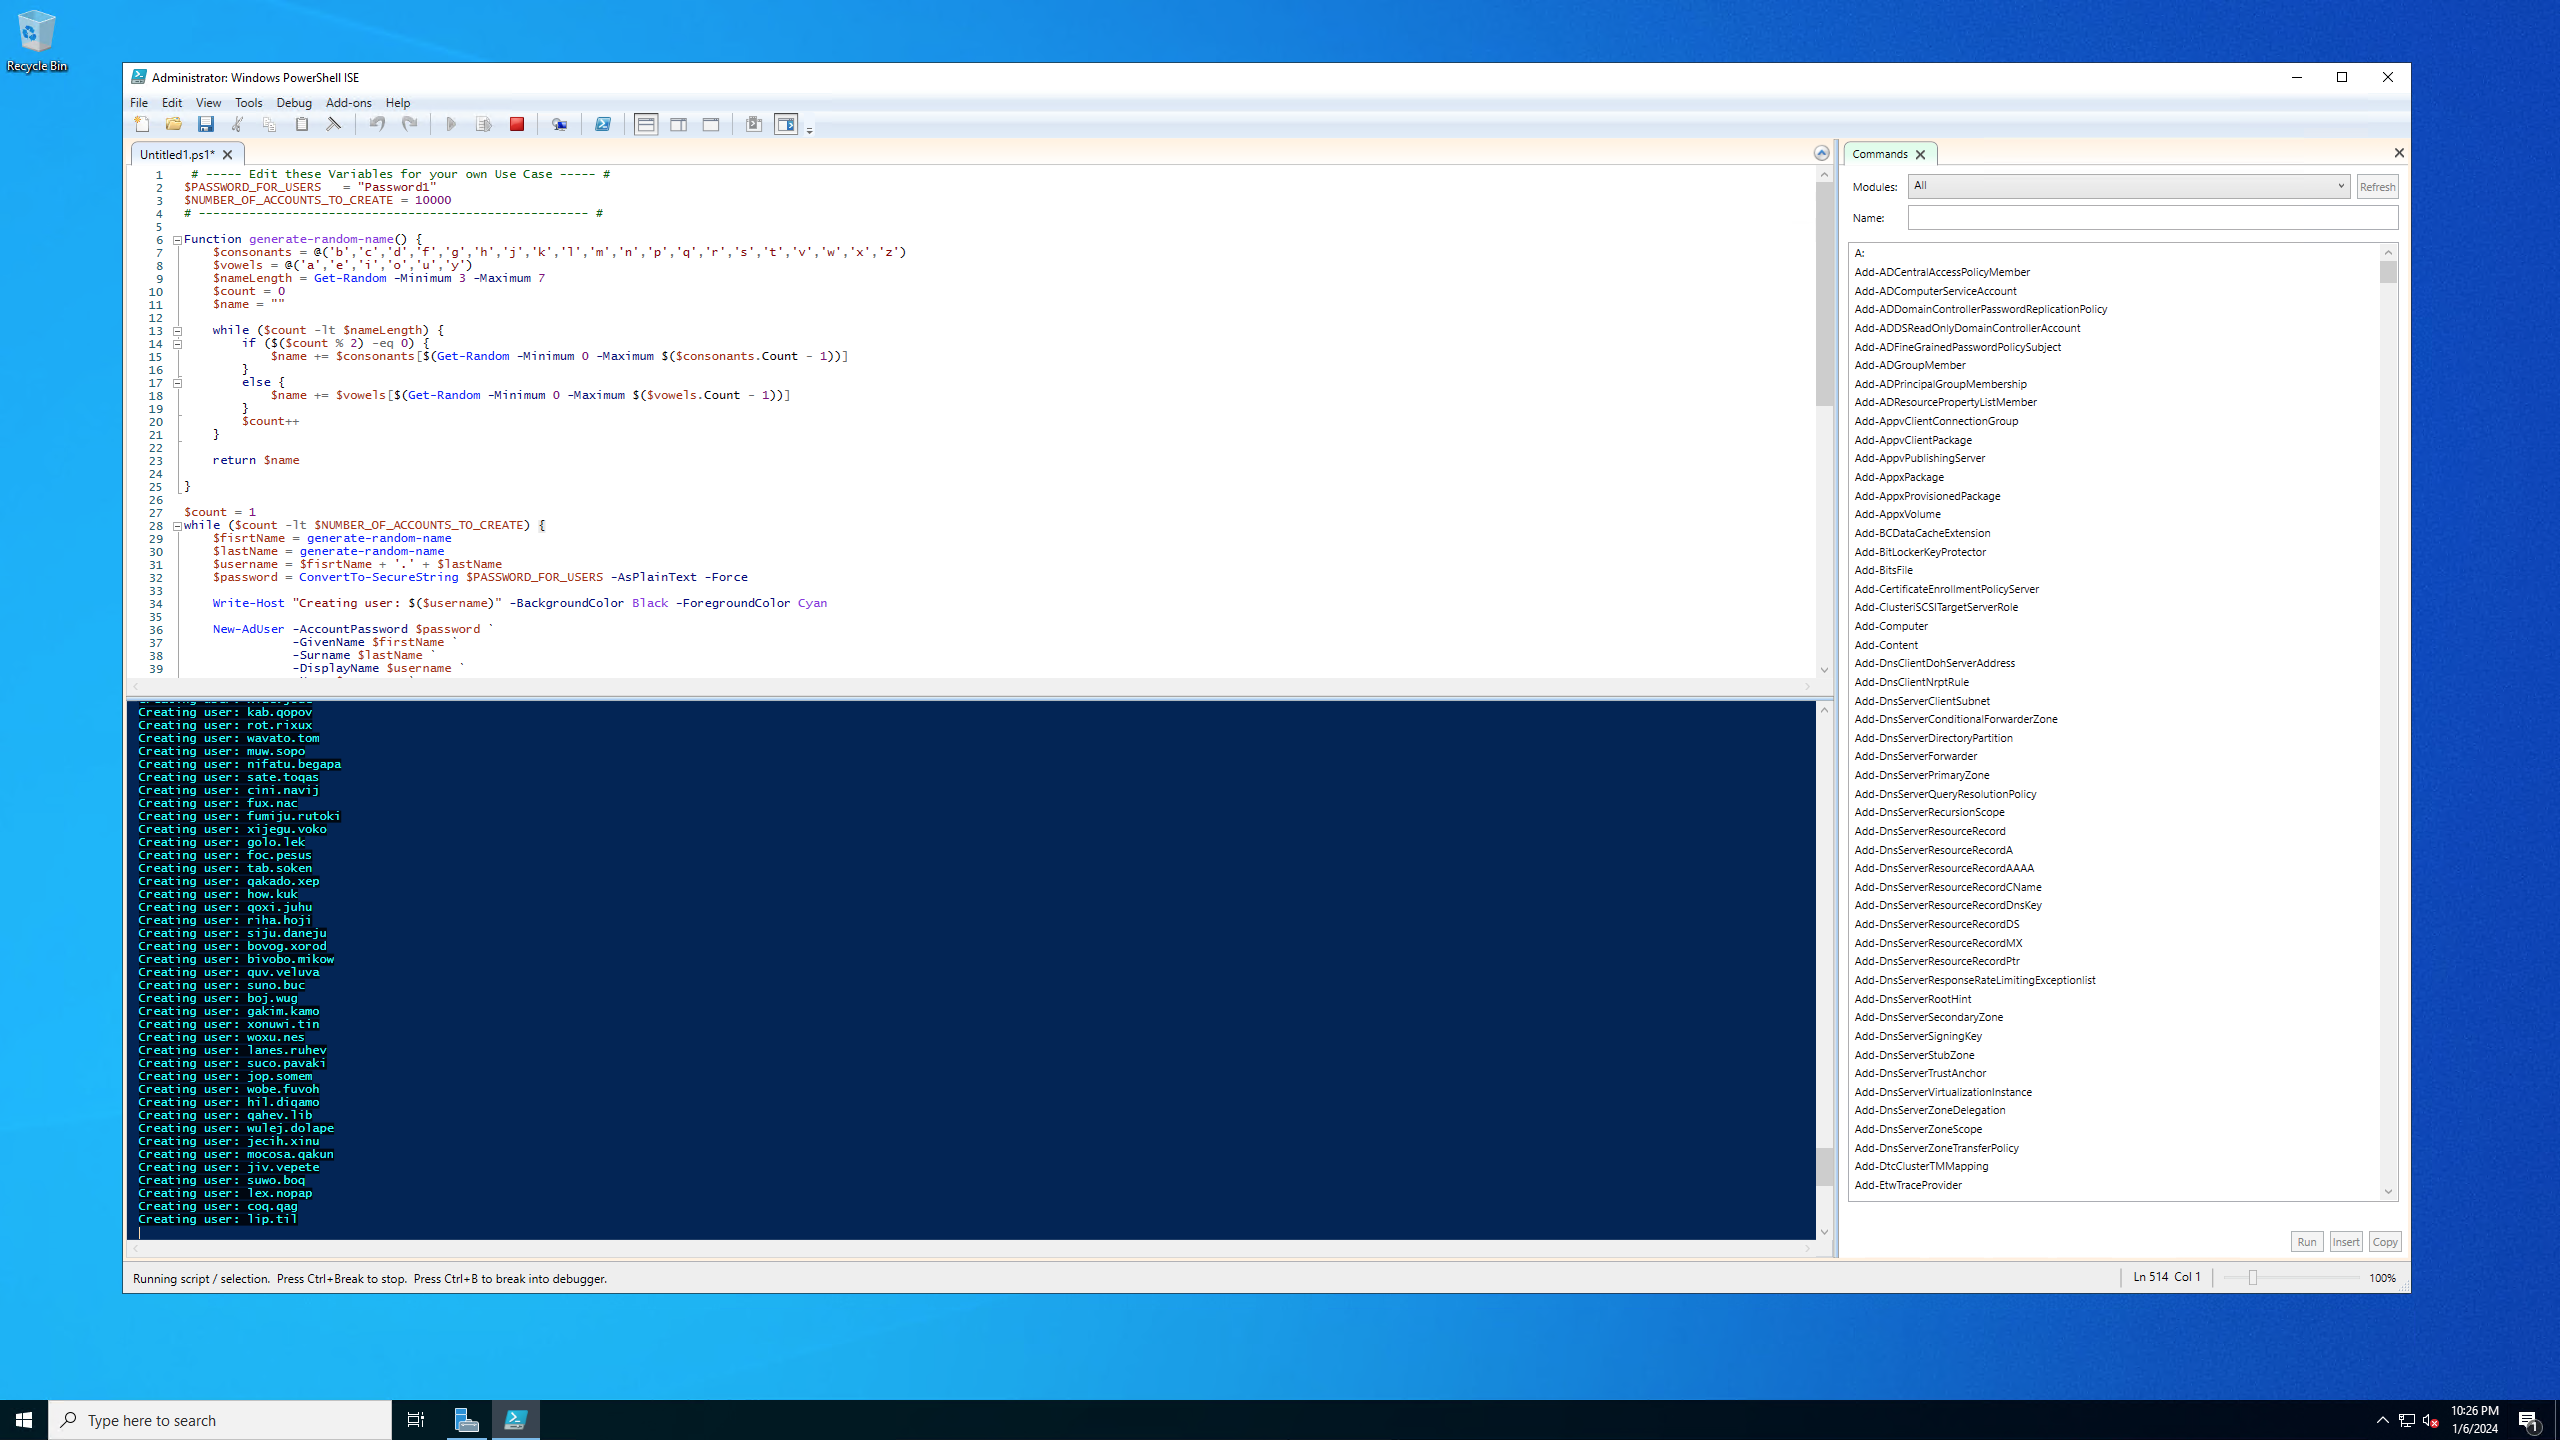 Recycle Bin
Administrator: Windows PowerShell ISE
File Edit View Tools Debug Add-ons Help
Untitled1.ps1*
1 # ----- Edit these Variables for your own Use Case ----- #
2 $PASSWORD_FOR_USERS   = "Password1"
3 $NUMBER_OF_ACCOUNTS_TO_CREATE = 10000
4 # ------------------------------------------------------ #
5
6 Function generate-random-name() {
7     $consonants = @('b','c','d','f','g','h','j','k','l','m','n','p','q','r','s','t','v','w','x','z')
8     $vowels = @('a','e','i','o','u','y')
9     $nameLength = Get-Random -Minimum 3 -Maximum 7
10     $count = 0
11     $name = ""
12
13     while ($count -lt $nameLength) {
14         if ($($count % 2) -eq 0) {
15             $name += $consonants[$(Get-Random -Minimum 0 -Maximum $($consonants.Count - 1))]
16         }
17         else {
18             $name += $vowels[$(Get-Random -Minimum 0 -Maximum $($vowels.Count - 1))]
19         }
20         $count++
21     }
22
23     return $name
24
25 }
26
27 $count = 1
28 while ($count -lt $NUMBER_OF_ACCOUNTS_TO_CREATE) {
29     $fisrtName = generate-random-name
30     $lastName = generate-random-name
31     $username = $fisrtName + '.' + $lastName
32     $password = ConvertTo-SecureString $PASSWORD_FOR_USERS -AsPlainText -Force
33
34     Write-Host "Creating user: $($username)" -BackgroundColor Black -ForegroundColor Cyan
35
36     New-AdUser -AccountPassword $password `
37                -GivenName $firstName `
38                -Surname $lastName `
39                -DisplayName $username `
Creating user: kab.qopov
Creating user: rot.rixux
Creating user: wavato.tom
Creating user: muw.sopo
Creating user: nifatu.begapa
Creating user: sate.toqas
Creating user: cini.navij
Creating user: fux.nac
Creating user: fumiju.rutoki
Creating user: xijegu.voko
Creating user: golo.lek
Creating user: foc.pesus
Creating user: tab.soken
Creating user: qakado.xep
Creating user: how.kuk
Creating user: qoxi.juhu
Creating user: riha.hoji
Creating user: siju.daneju
Creating user: bovog.xorod
Creating user: bivobo.mikow
Creating user: quv.veluva
Creating user: suno.buc
Creating user: boj.wug
Creating user: gakim.kamo
Creating user: xonuwi.tin
Creating user: woxu.nes
Creating user: lanes.ruhev
Creating user: suco.pavaki
Creating user: jop.somem
Creating user: wobe.fuvoh
Creating user: hil.diqamo
Creating user: qahev.lib
Creating user: wulej.dolape
Creating user: jecih.xinu
Creating user: mocosa.qakun
Creating user: jiv.vepete
Creating user: suwo.boq
Creating user: lex.nopap
Creating user: coq.qag
Creating user: lip.til
Commands
Modules: All Refresh
Name:
A:
Add-ADCentralAccessPolicyMember
Add-ADComputerServiceAccount
Add-ADDomainControllerPasswordReplicationPolicy
Add-ADDSReadOnlyDomainControllerAccount
Add-ADFineGrainedPasswordPolicySubject
Add-ADGroupMember
Add-ADPrincipalGroupMembership
Add-ADResourcePropertyListMember
Add-AppvClientConnectionGroup
Add-AppvClientPackage
Add-AppvPublishingServer
Add-AppxPackage
Add-AppxProvisionedPackage
Add-AppxVolume
Add-BCDataCacheExtension
Add-BitLockerKeyProtector
Add-BitsFile
Add-CertificateEnrollmentPolicyServer
Add-ClusteriSCSITargetServerRole
Add-Computer
Add-Content
Add-DnsClientDohServerAddress
Add-DnsClientNrptRule
Add-DnsServerClientSubnet
Add-DnsServerConditionalForwarderZone
Add-DnsServerDirectoryPartition
Add-DnsServerForwarder
Add-DnsServerPrimaryZone
Add-DnsServerQueryResolutionPolicy
Add-DnsServerRecursionScope
Add-DnsServerResourceRecord
Add-DnsServerResourceRecordA
Add-DnsServerResourceRecordAAAA
Add-DnsServerResourceRecordCName
Add-DnsServerResourceRecordDnsKey
Add-DnsServerResourceRecordDS
Add-DnsServerResourceRecordMX
Add-DnsServerResourceRecordPtr
Add-DnsServerResponseRateLimitingExceptionlist
Add-DnsServerRootHint
Add-DnsServerSecondaryZone
Add-DnsServerSigningKey
Add-DnsServerStubZone
Add-DnsServerTrustAnchor
Add-DnsServerVirtualizationInstance
Add-DnsServerZoneDelegation
Add-DnsServerZoneScope
Add-DnsServerZoneTransferPolicy
Add-DtcClusterTMMapping
Add-EtwTraceProvider
Run Insert Copy
Running script / selection.  Press Ctrl+Break to stop.  Press Ctrl+B to break into debugger.
Ln 514  Col 1
100%
Type here to search
10:26 PM
1/6/2024
1